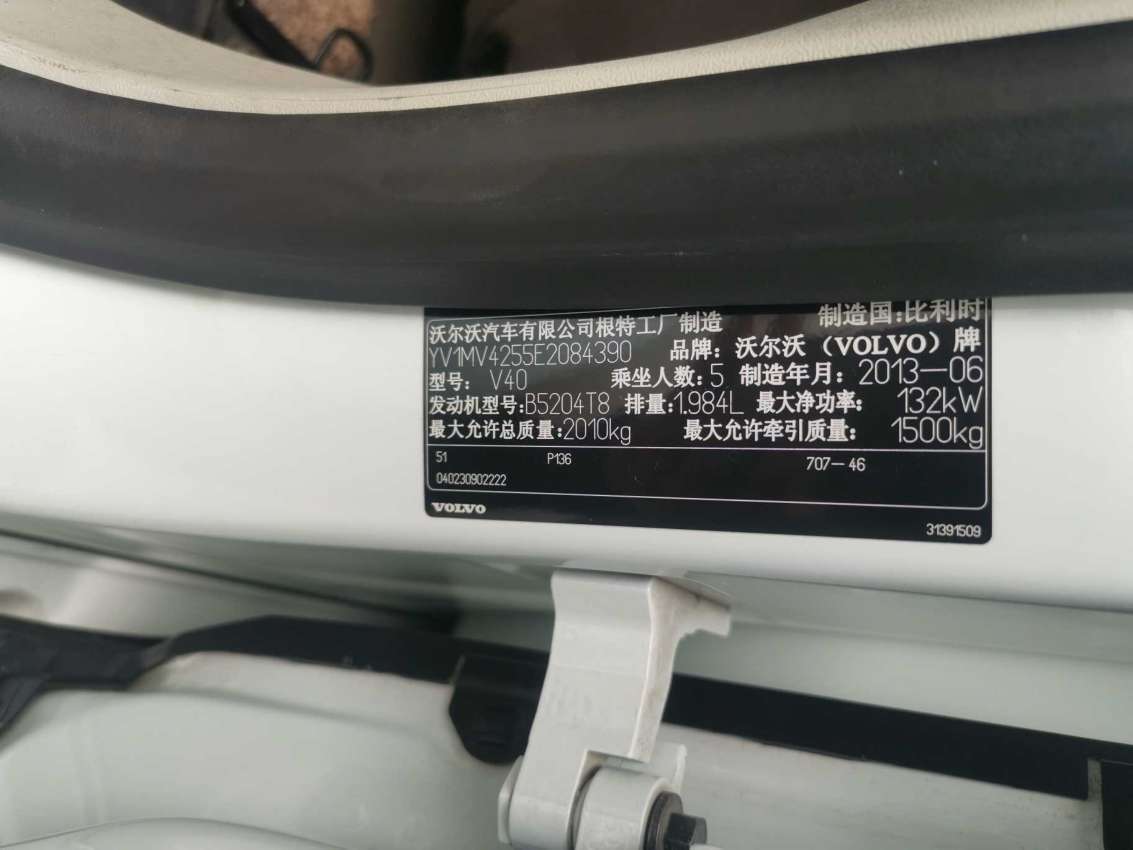 制造国:比利时
沃尔沃汽车有限公司根特工厂制造
YV1MV4255E2084390 品牌: 沃尔沃 (VOLVO) 牌
型号: V40 乘坐人数: 5 制造年月: 2013-06
发动机型号:B5204T8 排量:1.984L 最大净功率: 132kW
最大允许总质量:2010kg 最大允许牵引质量: 1500kg
51 P136 707-46
040230902222
VOLVO
31391509